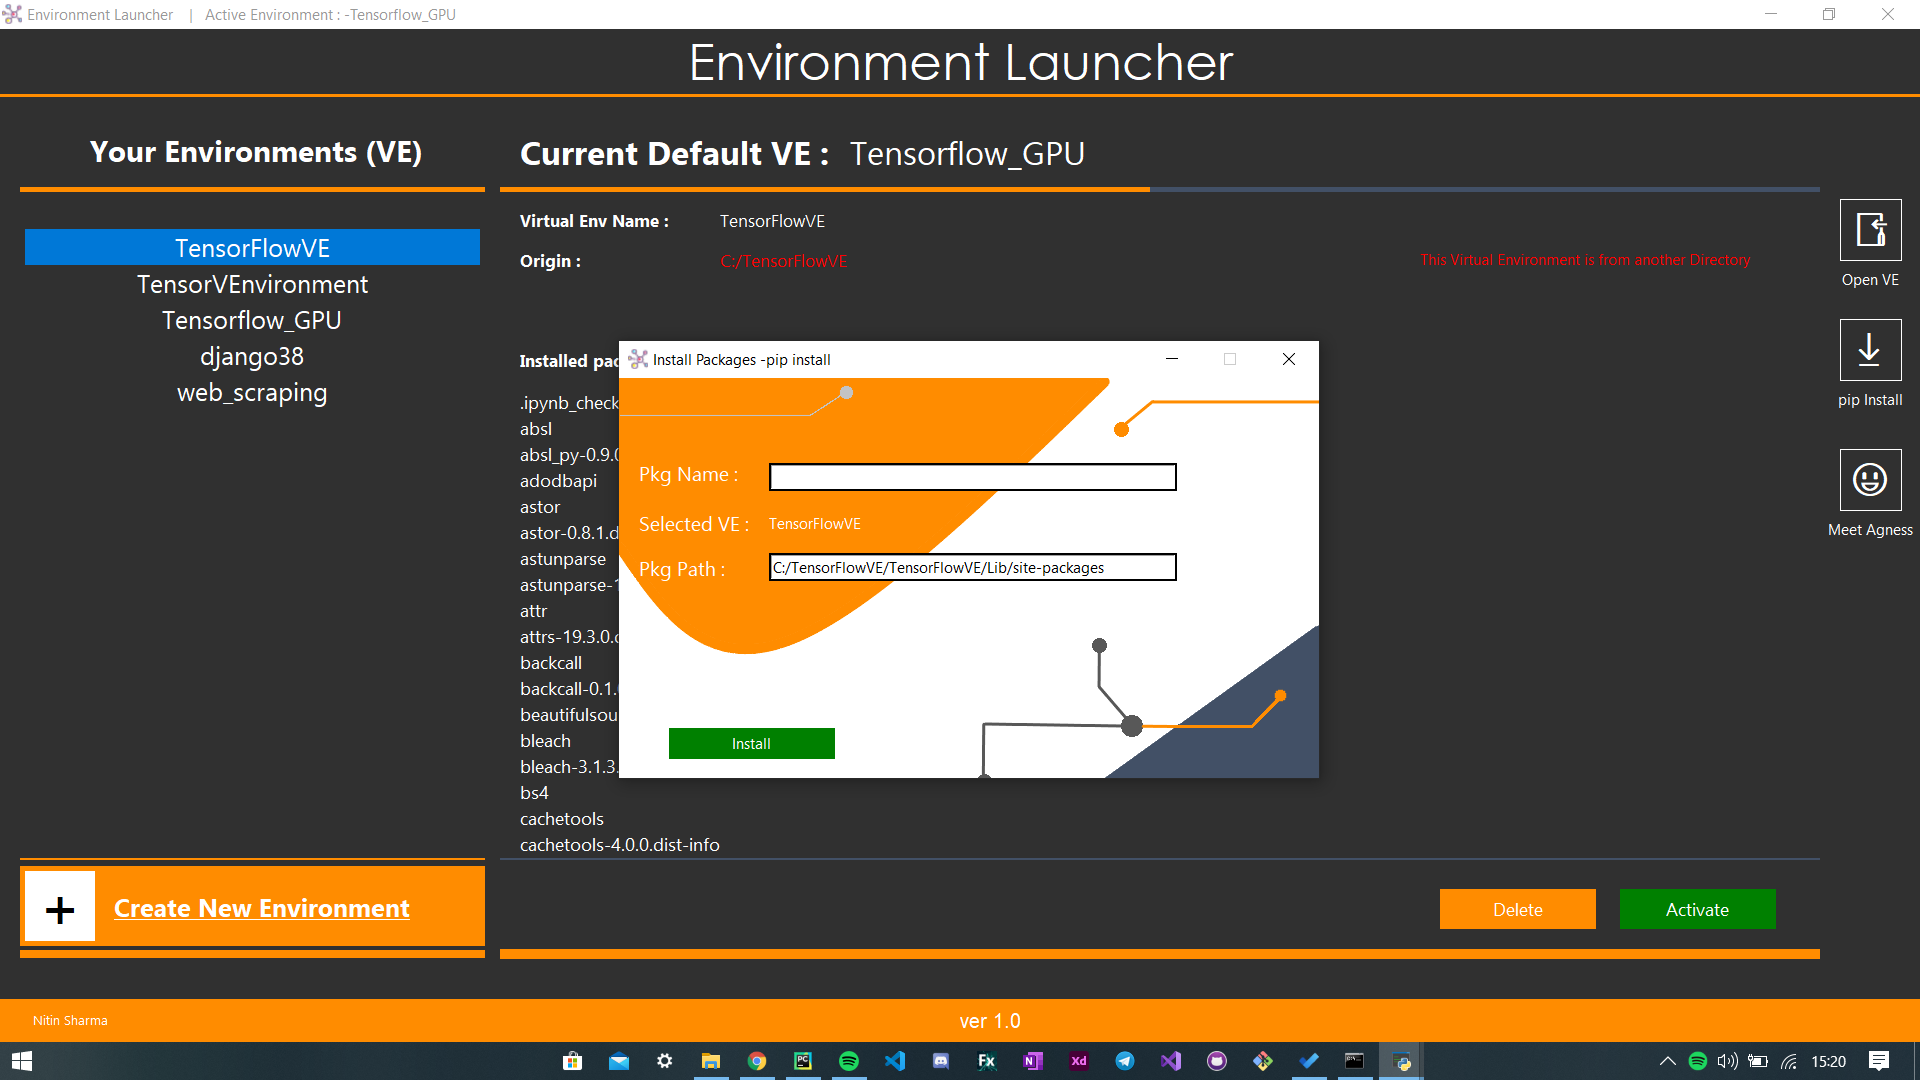 Environment Launcher | Active Environment : -Tensorflow_GPU
Environment Launcher
Your Environments (VE)
TensorFlowVE
TensorVEnvironment
Tensorflow_GPU
django38
web_scraping
+ Create New Environment
Current Default VE : Tensorflow_GPU
Virtual Env Name : TensorFlowVE
Origin : C:/TensorFlowVE
This Virtual Environment is from another Directory
Installed pac
.ipynb_check
absl
absl_py-0.9.0
adodbapi
astor
astor-0.8.1.d
astunparse
astunparse-1
attr
attrs-19.3.0.d
backcall
backcall-0.1.
beautifulsou
bleach
bleach-3.1.3.
bs4
cachetools
cachetools-4.0.0.dist-info
Install Packages -pip install
Pkg Name :
Selected VE : TensorFlowVE
Pkg Path : C:/TensorFlowVE/TensorFlowVE/Lib/site-packages
Install
Open VE
pip Install
Meet Agness
Delete
Activate
Nitin Sharma
ver 1.0
PC
Fx
N
Xd
15:20